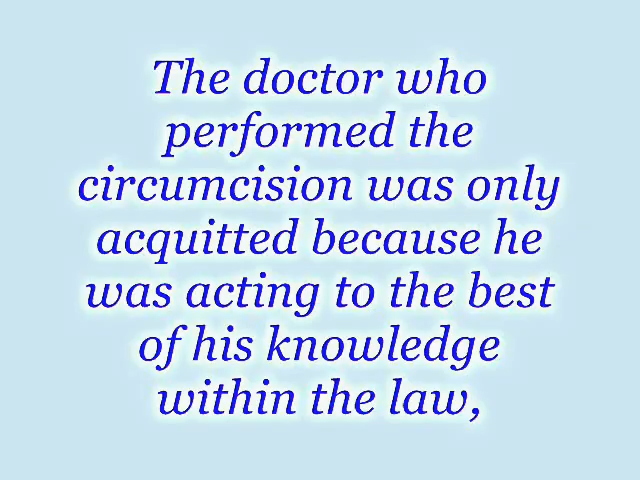 The doctor who
performed the
circumcision was only
acquitted because he
was acting to the best
of his knowledge
within the law,